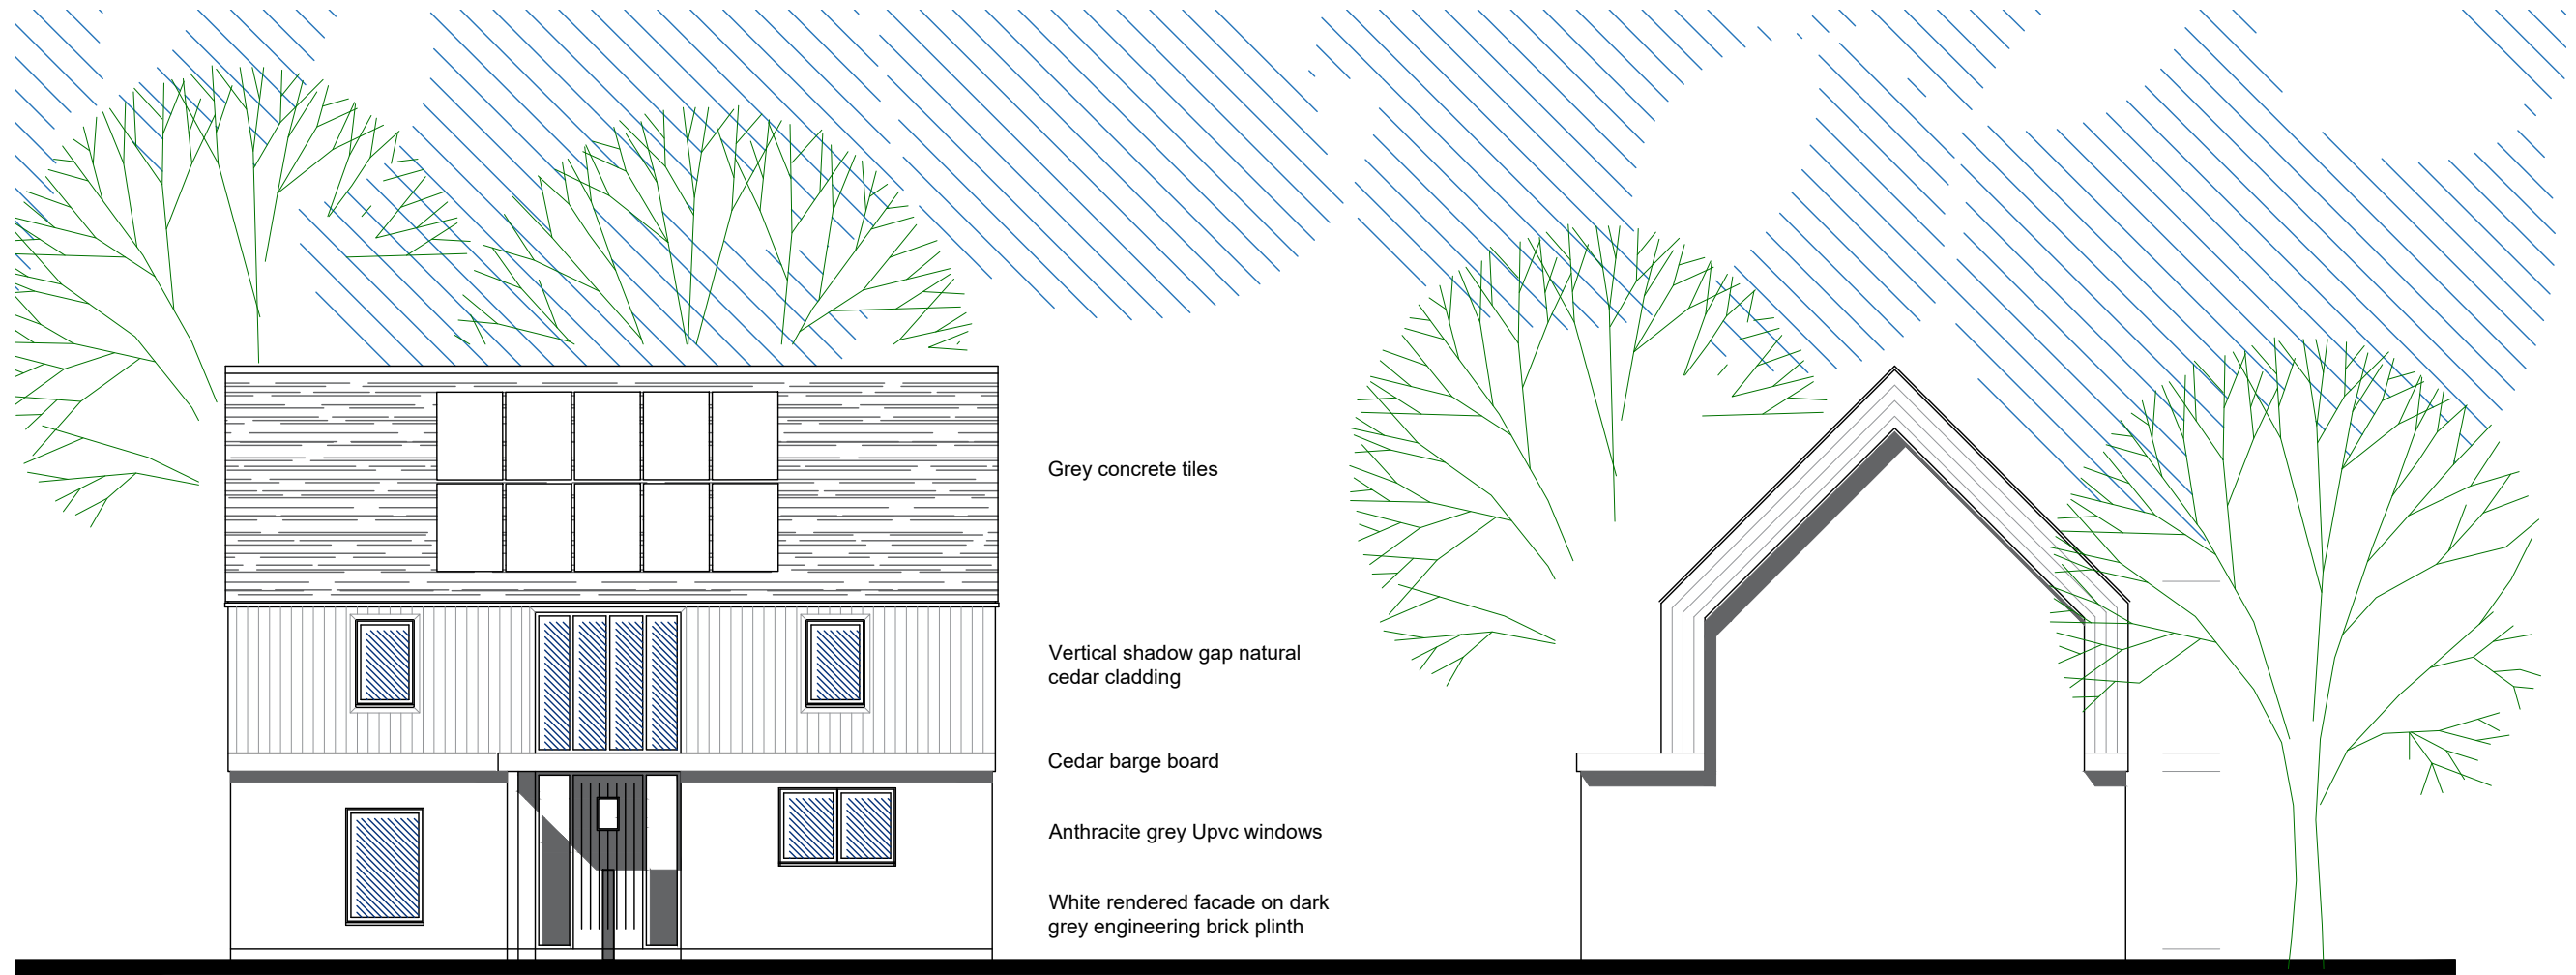 Grey concrete tiles
Vertical shadow gap natural
cedar cladding
Cedar barge board
Anthracite grey Upvc windows
White rendered facade on dark
grey engineering brick plinth